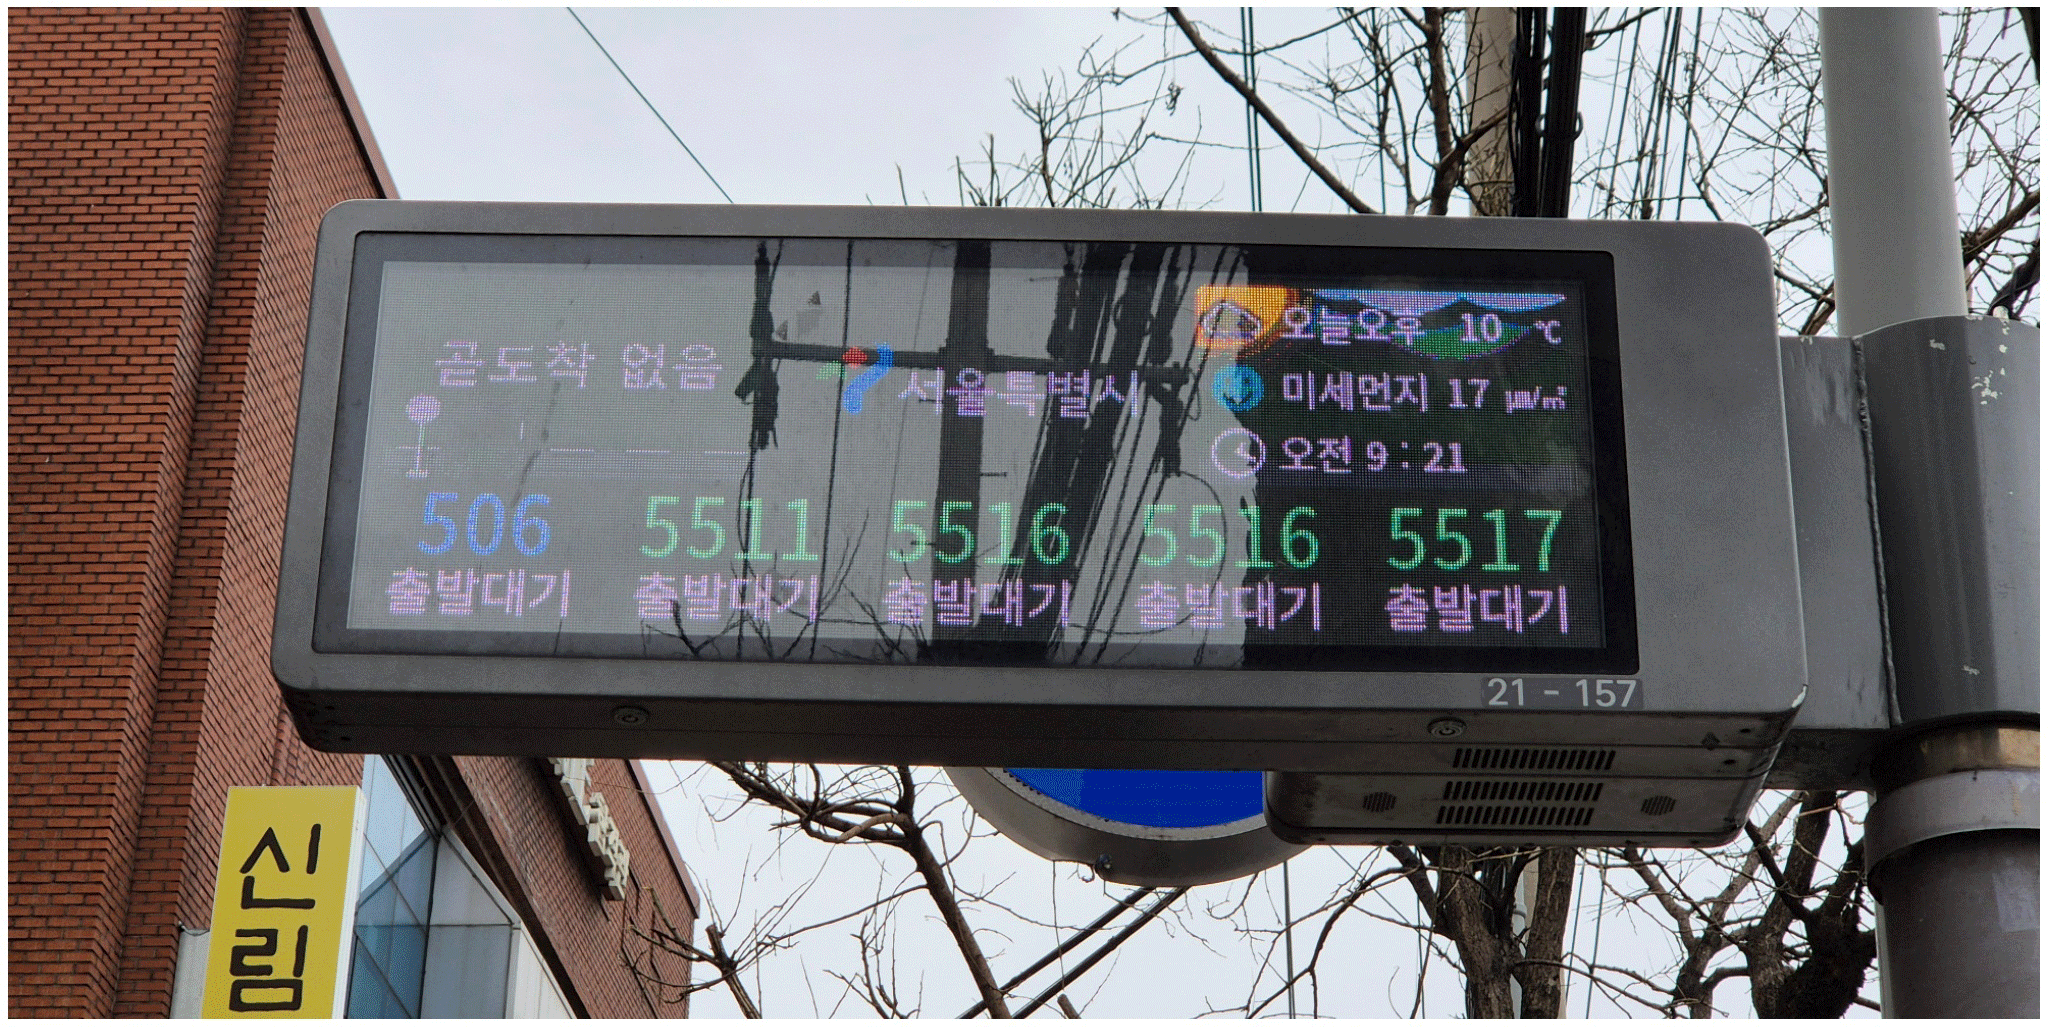 곧도착 없음
서울특별시
오늘오후 10 ℃
미세먼지 17 ㎍/㎥
오전 9:21
506 5511 5516 5516 5517
출발대기 출발대기 출발대기 출발대기 출발대기
21 - 157
신림